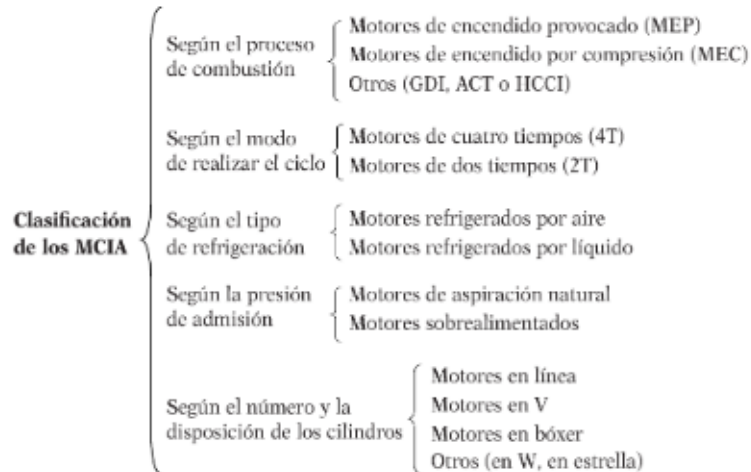 Clasificación
de los MCIA
Según el proceso
de combustión
Motores de encendido provocado (MEP)
Motores de encendido por compresión (MEC)
Otros (GDI, ACT o HCCI)
Según el modo
de realizar el ciclo
Motores de cuatro tiempos (4T)
Motores de dos tiempos (2T)
Según el tipo
de refrigeración
Motores refrigerados por aire
Motores refrigerados por líquido
Según la presión
de admisión
Motores de aspiración natural
Motores sobrealimentados
Según el número y la
disposición de los cilindros
Motores en línea
Motores en V
Motores en bóxer
Otros (en W, en estrella)